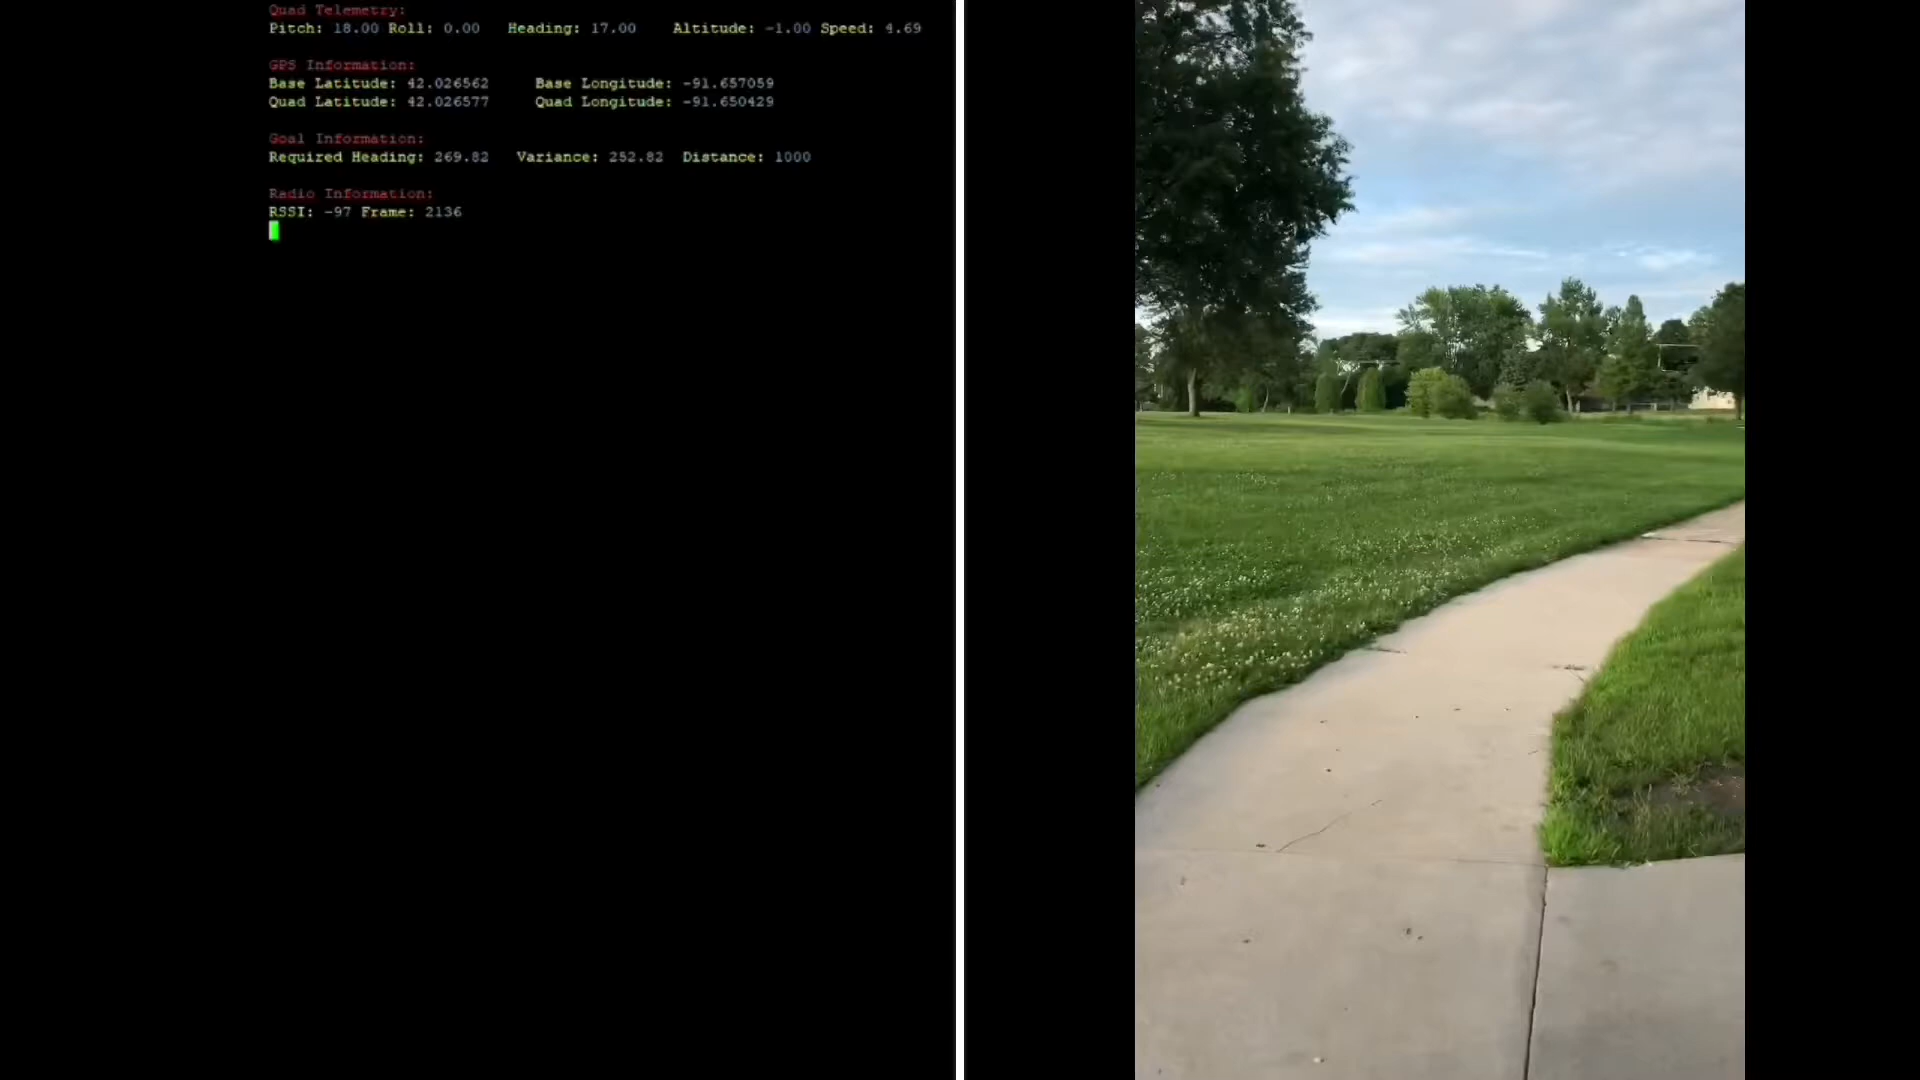 Quad Telemetry:
Pitch: 18.00 Roll: 0.00 Heading: 17.00 Altitude: -1.00 Speed: 4.69
GPS Information:
Base Latitude: 42.026562 Base Longitude: -91.657059
Quad Latitude: 42.026577 Quad Longitude: -91.650429
Goal Information:
Required Heading: 269.82 Variance: 252.82 Distance: 1000
Radio Information:
RSSI: -97 Frame: 2136